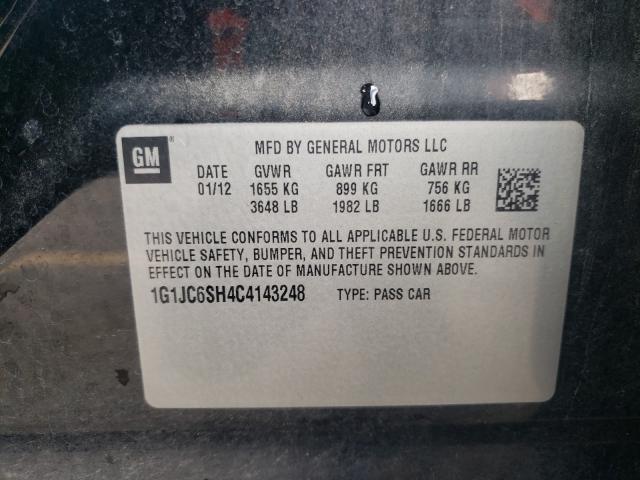 GM®
MFD BY GENERAL MOTORS LLC
DATE GVWR GAWR FRT GAWR RR
01/12 1655 KG 899 KG 756 KG
3648 LB 1982 LB 1666 LB
THIS VEHICLE CONFORMS TO ALL APPLICABLE U.S. FEDERAL MOTOR
VEHICLE SAFETY, BUMPER, AND THEFT PREVENTION STANDARDS IN
EFFECT ON THE DATE OF MANUFACTURE SHOWN ABOVE.
1G1JC6SH4C4143248 TYPE: PASS CAR